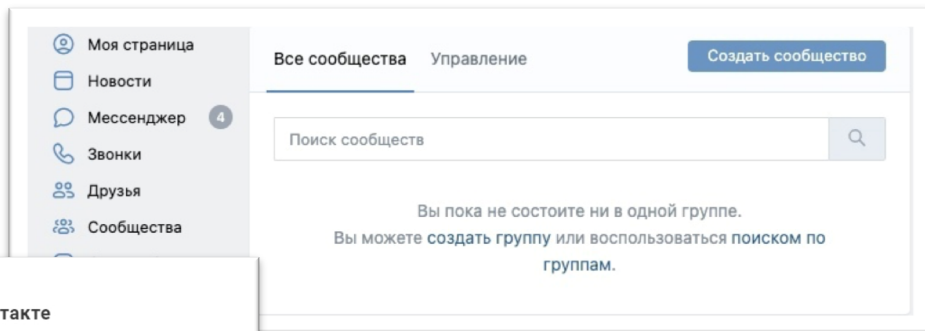 Моя страница
Новости
Мессенджер 4
Звонки
Друзья
Сообщества
Все сообщества Управление Создать сообщество
Поиск сообществ
Вы пока не состоите ни в одной группе.
Вы можете создать группу или воспользоваться поиском по
группам.
такте